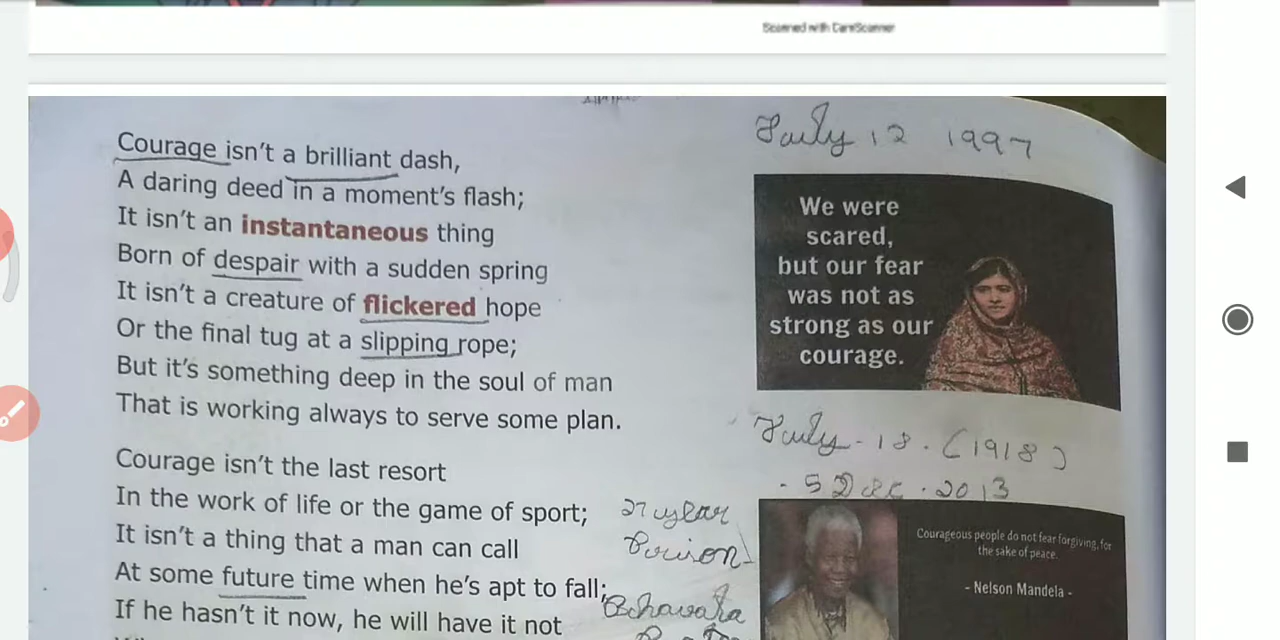 Scanned with CamScanner
Courage isn't a brilliant dash,
A daring deed in a moment's flash;
It isn't an instantaneous thing
Born of despair with a sudden spring
It isn't a creature of flickered hope
Or the final tug at a slipping rope;
But it's something deep in the soul of man
That is working always to serve some plan.
Courage isn't the last resort
In the work of life or the game of sport;
It isn't a thing that a man can call
At some future time when he's apt to fall;
If he hasn't it now, he will have it not
July 12 1997
We were
scared,
but our fear
was not as
strong as our
courage.
July - 18. (1918)
- 5 Dec. 2013
27 year
Prison
Courageous people do not fear forgiving, for
the sake of peace.
- Nelson Mandela -